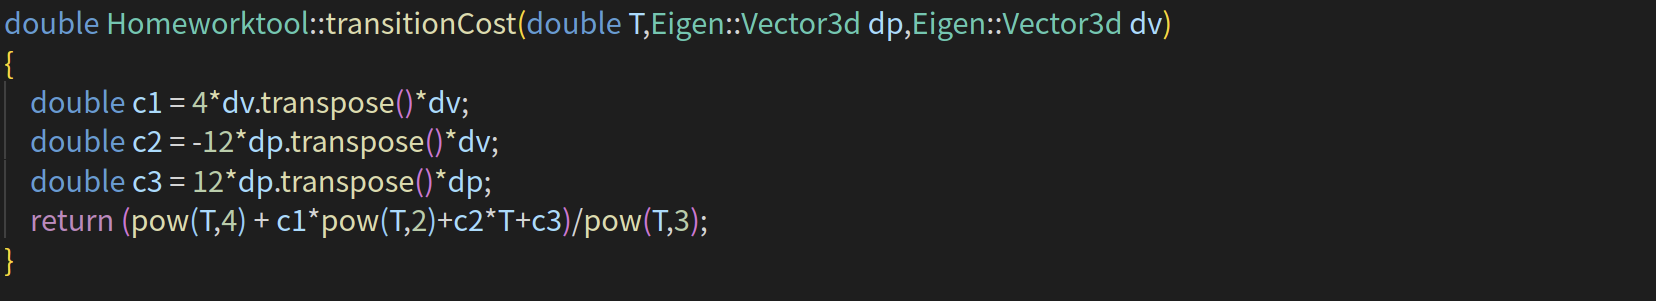 double Homeworktool::transitionCost(double T,Eigen::Vector3d dp,Eigen::Vector3d dv)
{
double c1 = 4*dv.transpose()*dv;
double c2 = -12*dp.transpose()*dv;
double c3 = 12*dp.transpose()*dp;
return (pow(T,4) + c1*pow(T,2)+c2*T+c3)/pow(T,3);
}